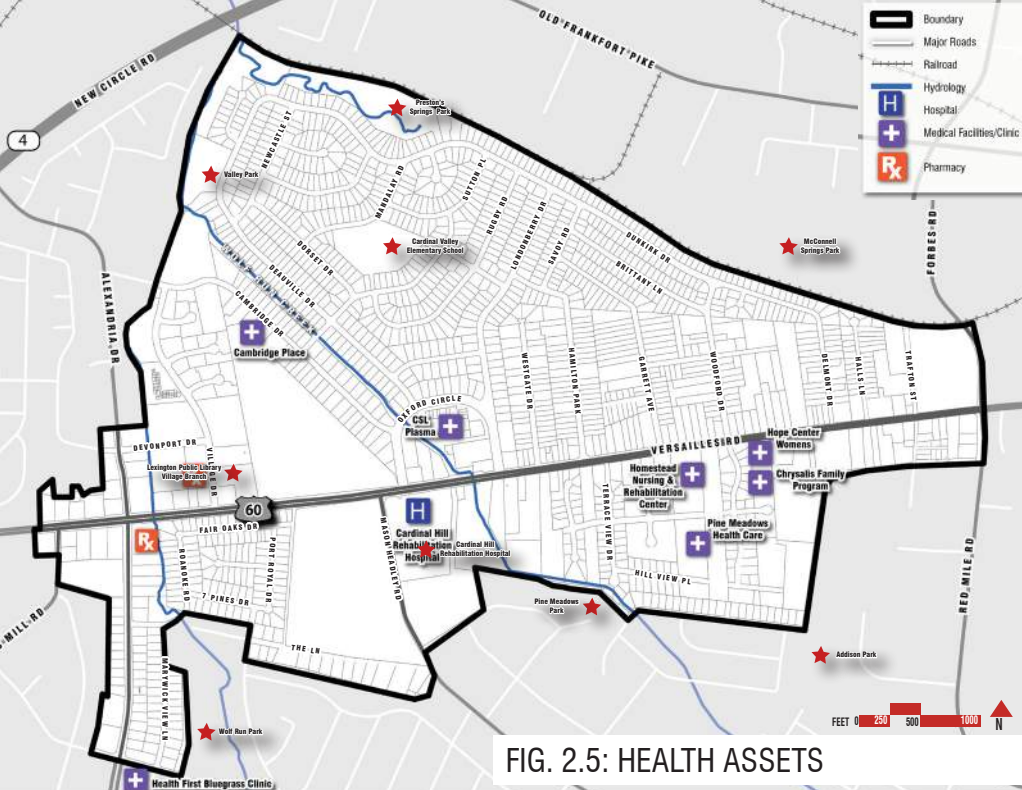 OLD FRANKFORT PIKE
NEW CIRCLE RD
4
Boundary
Major Roads
Railroad
Hydrology
H
Hospital
Medical Facilities/Clinic
Rx
Pharmacy
Preston's
Springs Park
NEWCASTLE ST
Valley Park
MANDALAY RD
SUTTON PL
RUGBY RD
LONDONBERRY DR
SAVOY RD
DUNKIRK DR
BRITTANY LN
Cardinal Valley
Elementary School
McConnell
Springs Park
FORBES RD
DORSET DR
DEAUVILLE DR
CAMBRIDGE DR
ALEXANDRIA DR
Cambridge Place
WESTGATE DR
HAMILTON PARK
GARRETT AVE
WOODFORD DR
DELMONT DR
HALLS LN
TRAFTON ST
OXFORD CIRCLE
CSL
Plasma
VERSAILLES RD
Hope Center
Womens
DEVONPORT DR
VILLAGE DR
Lexington Public Library
Village Branch
Homestead
Nursing &
Rehabilitation
Center
Chrysalis Family
Program
60
H
Cardinal Hill
Rehabilitation
Hospital
Cardinal Hill
Rehabilitation Hospital
TERRACE VIEW DR
Pine Meadows
Health Care
FAIR OAKS DR
Rx
ROANOKE RD
PORT ROYAL DR
MASON HEADLEY RD
HILL VIEW PL
RED MILE RD
7 PINES DR
Pine Meadows
Park
MILL RD
THE LN
Addison Park
MARYWICK VIEW LN
Wolf Run Park
FEET 0 250 500 1000
N
FIG. 2.5: HEALTH ASSETS
Health First Bluegrass Clinic